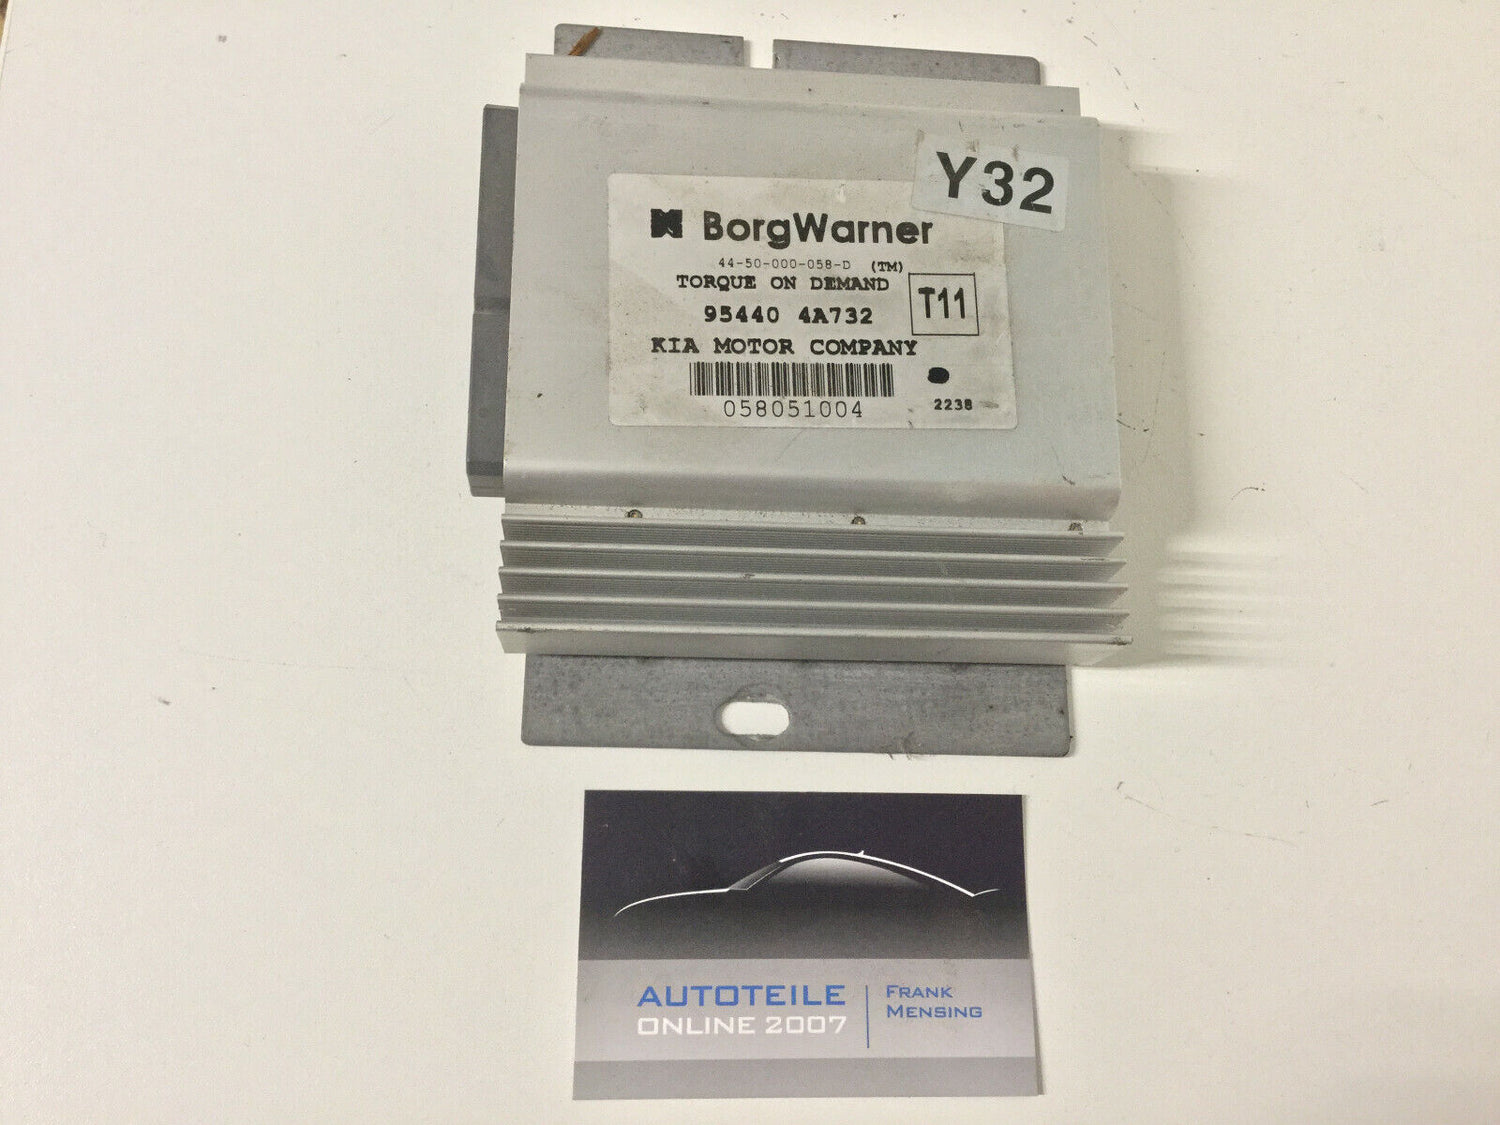 Y32
BorgWarner
44-50-000-058-D (TM)
TORQUE ON DEMAND
95440 4A732
T11
KIA MOTOR COMPANY
058051004
2238
AUTOTEILE
ONLINE 2007
FRANK
MENSING